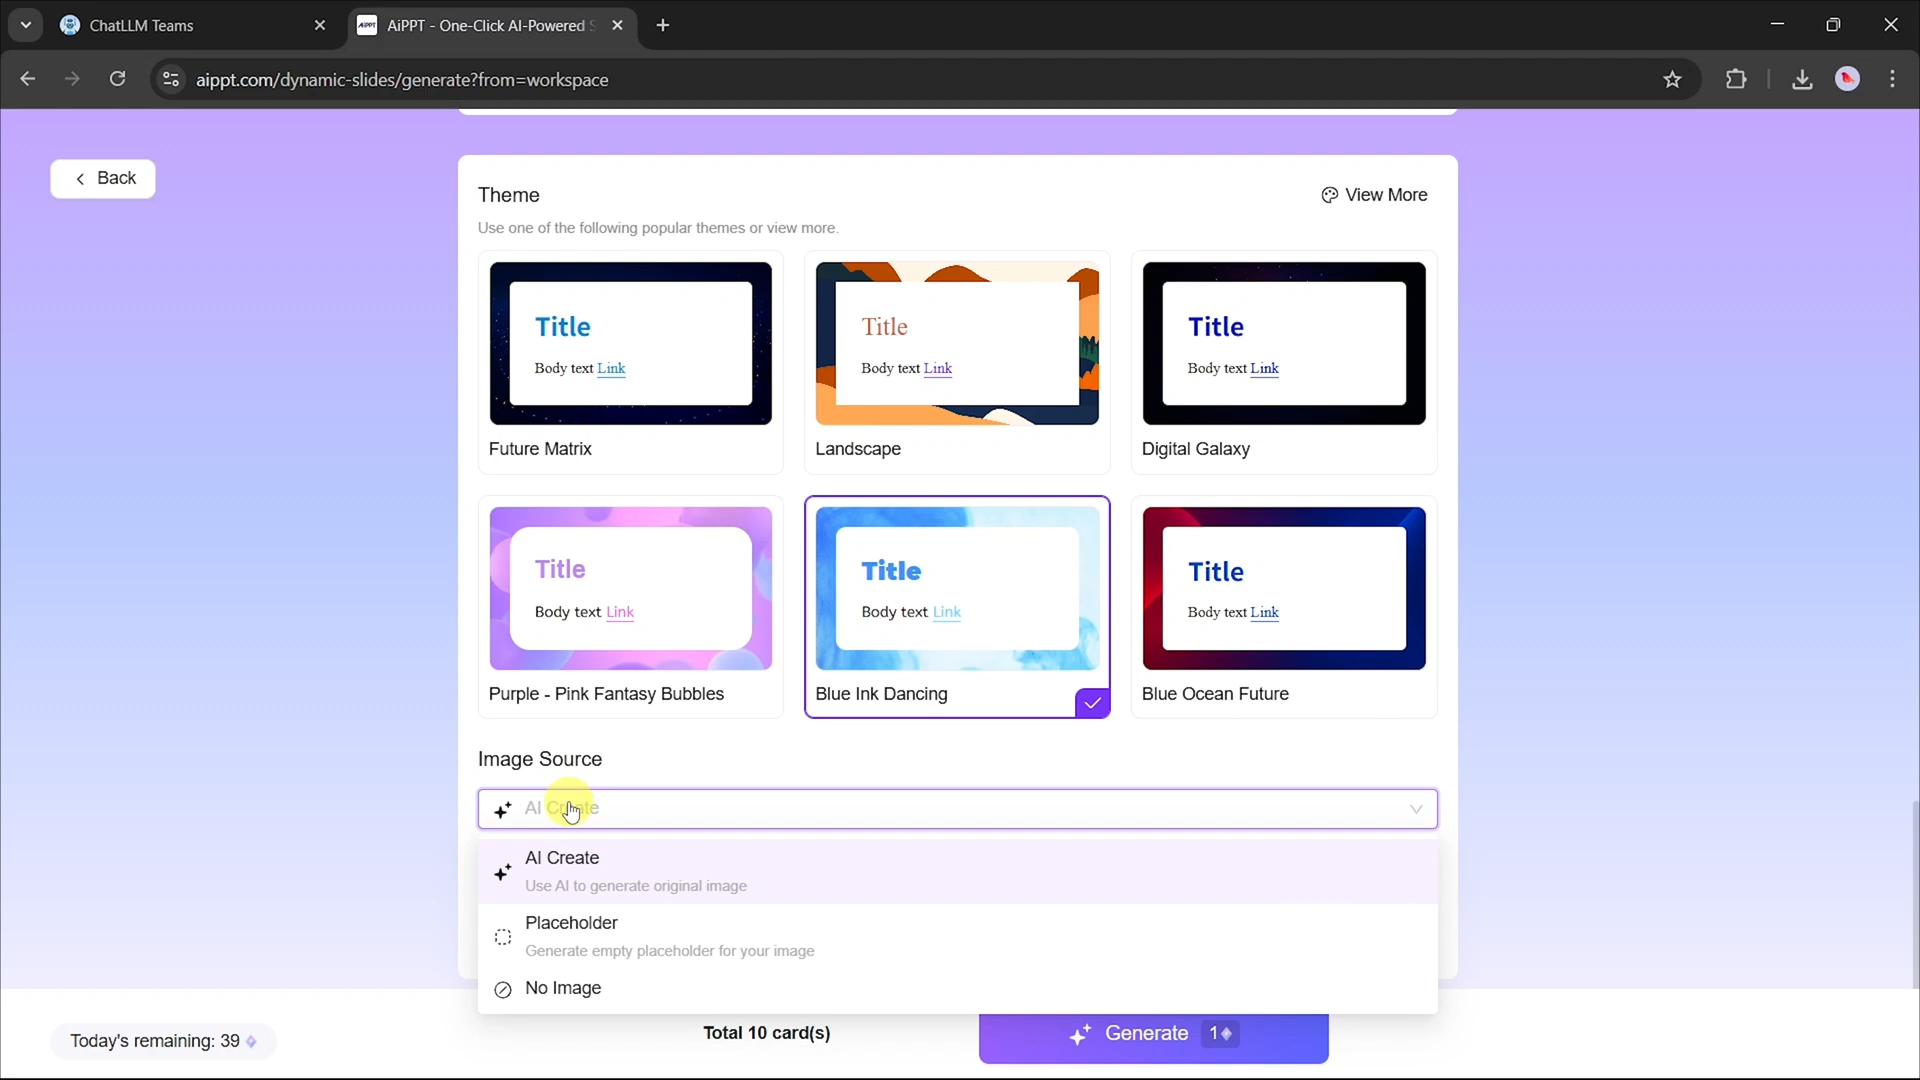 ChatLLM Teams
AiPPT
AiPPT - One-Click AI-Powered S
aippt.com/dynamic-slides/generate?from=workspace
Back
Theme
View More
Use one of the following popular themes or view more.
Title
Body text Link
Future Matrix
Title
Body text Link
Landscape
Title
Body text Link
Digital Galaxy
Title
Body text Link
Purple - Pink Fantasy Bubbles
Title
Body text Link
Blue Ink Dancing
Title
Body text Link
Blue Ocean Future
Image Source
AI Create
AI Create
Use AI to generate original image
Placeholder
Generate empty placeholder for your image
No Image
Today's remaining: 39
Total 10 card(s)
Generate 1